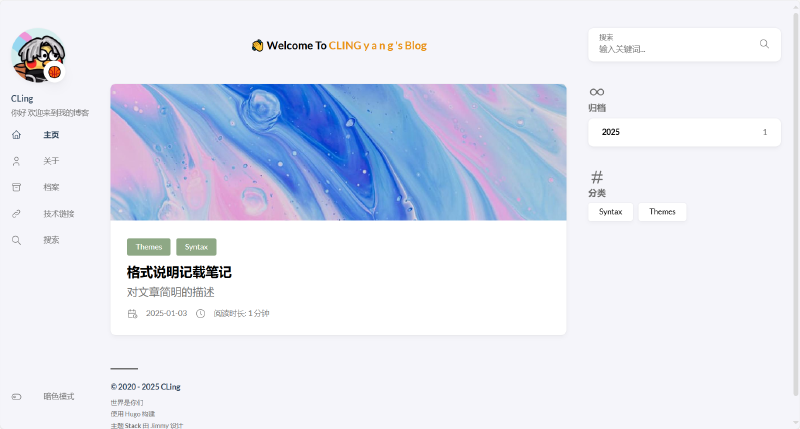 CLing
你好 欢迎来到我的博客
主页
关于
档案
技术链接
搜索
暗色模式
👏 Welcome To CLING y a n g 's Blog
Themes
Syntax
格式说明记载笔记
对文章简明的描述
2025-01-03
阅读时长: 1 分钟
© 2020 - 2025 CLing
世界是你们
使用 Hugo 构建
主题 Stack 由 Jimmy 设计
搜索
输入关键词...
归档
2025 1
分类
Syntax
Themes